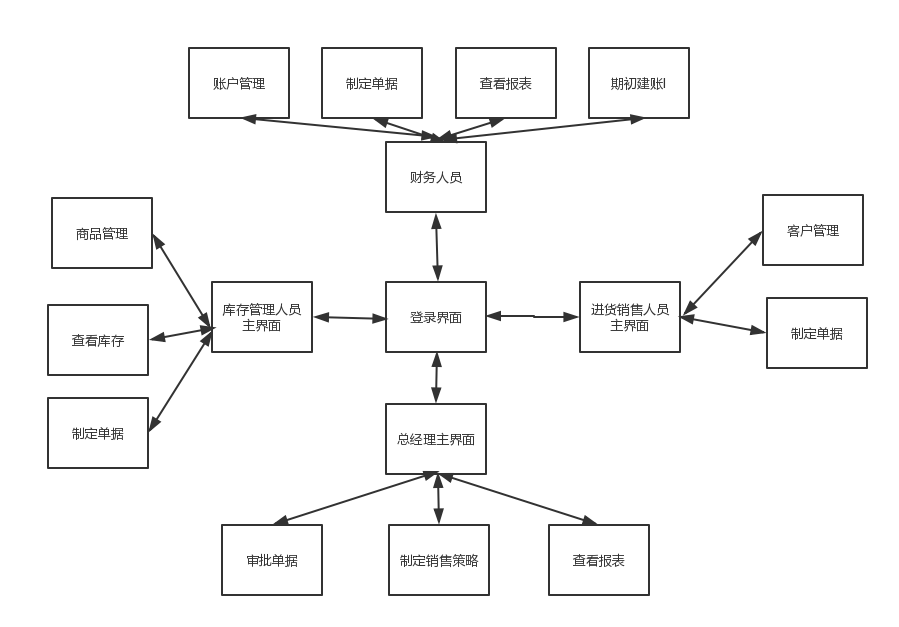 账户管理
制定单据
查看报表
期初建账l
财务人员
商品管理
客户管理
库存管理人员
主界面
登录界面
进货销售人员
主界面
查看库存
制定单据
制定单据
总经理主界面
审批单据
制定销售策略
查看报表